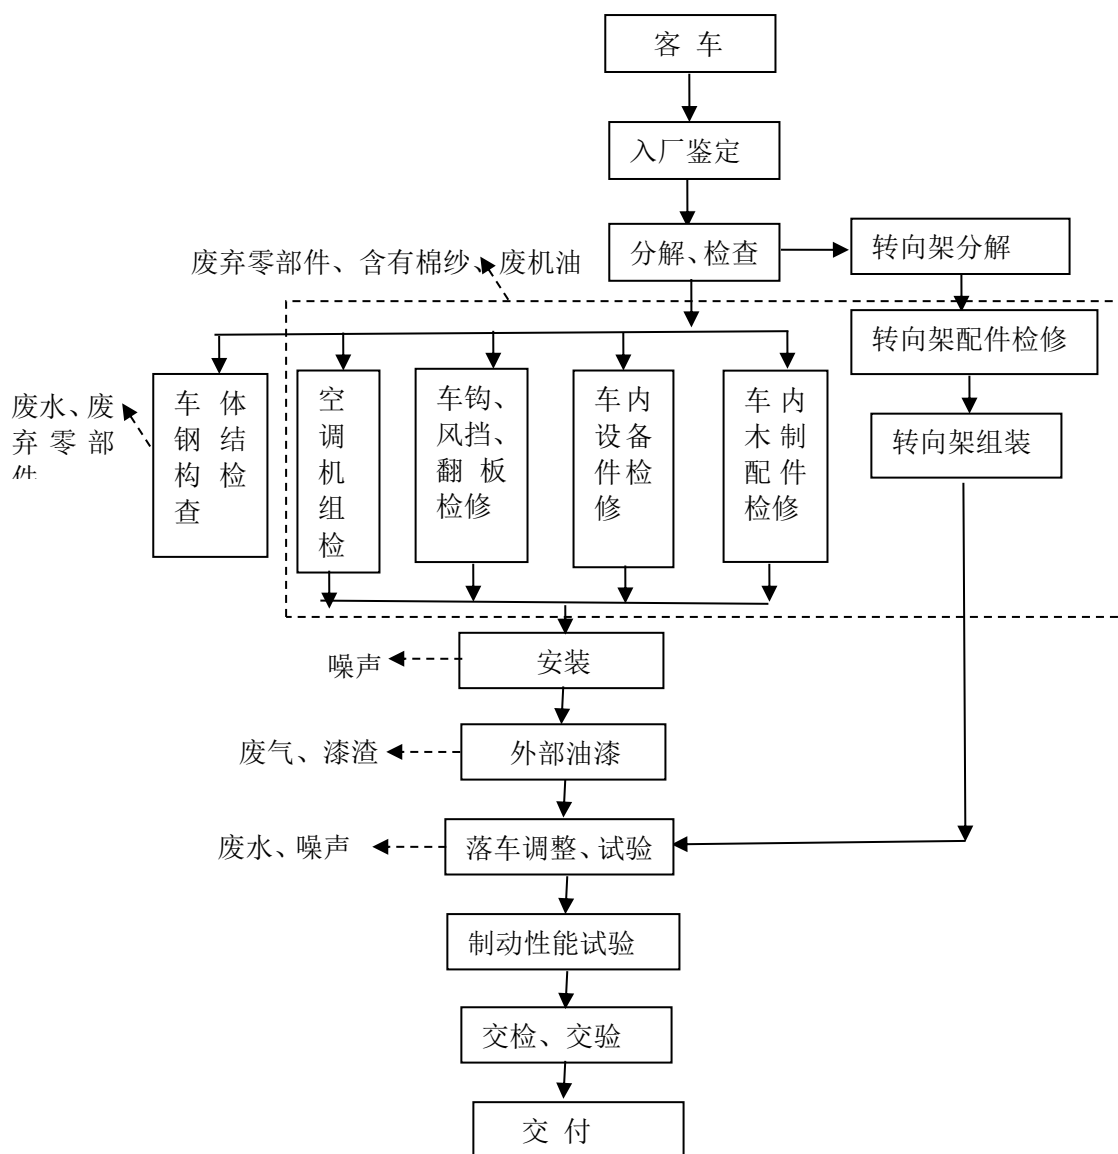 客 车
入厂鉴定
分解、检查
转向架分解
废弃零部件、含有棉纱、废机油
转向架配件检修
转向架组装
废水、废
弃零部
件
车体
钢结
构检
查
空
调
机
组
检
车钩、
风挡、
翻板
检修
车内
设备
件检
修
车内
木制
配件
检修
噪声
安装
废气、漆渣
外部油漆
废水、噪声
落车调整、试验
制动性能试验
交检、交验
交 付